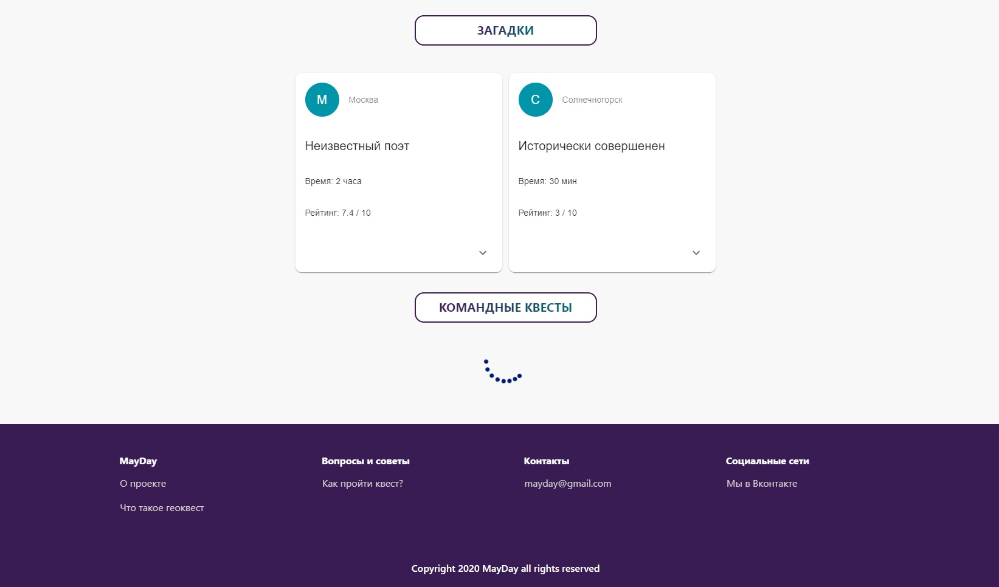 ЗАГАДКИ
М
Москва
Неизвестный поэт
Время: 2 часа
Рейтинг: 7.4 / 10
С
Солнечногорск
Исторически совершенен
Время: 30 мин
Рейтинг: 3 / 10
КОМАНДНЫЕ КВЕСТЫ
MayDay
О проекте
Что такое геоквест
Вопросы и советы
Как пройти квест?
Контакты
mayday@gmail.com
Социальные сети
Мы в Вконтакте
Copyright 2020 MayDay all rights reserved